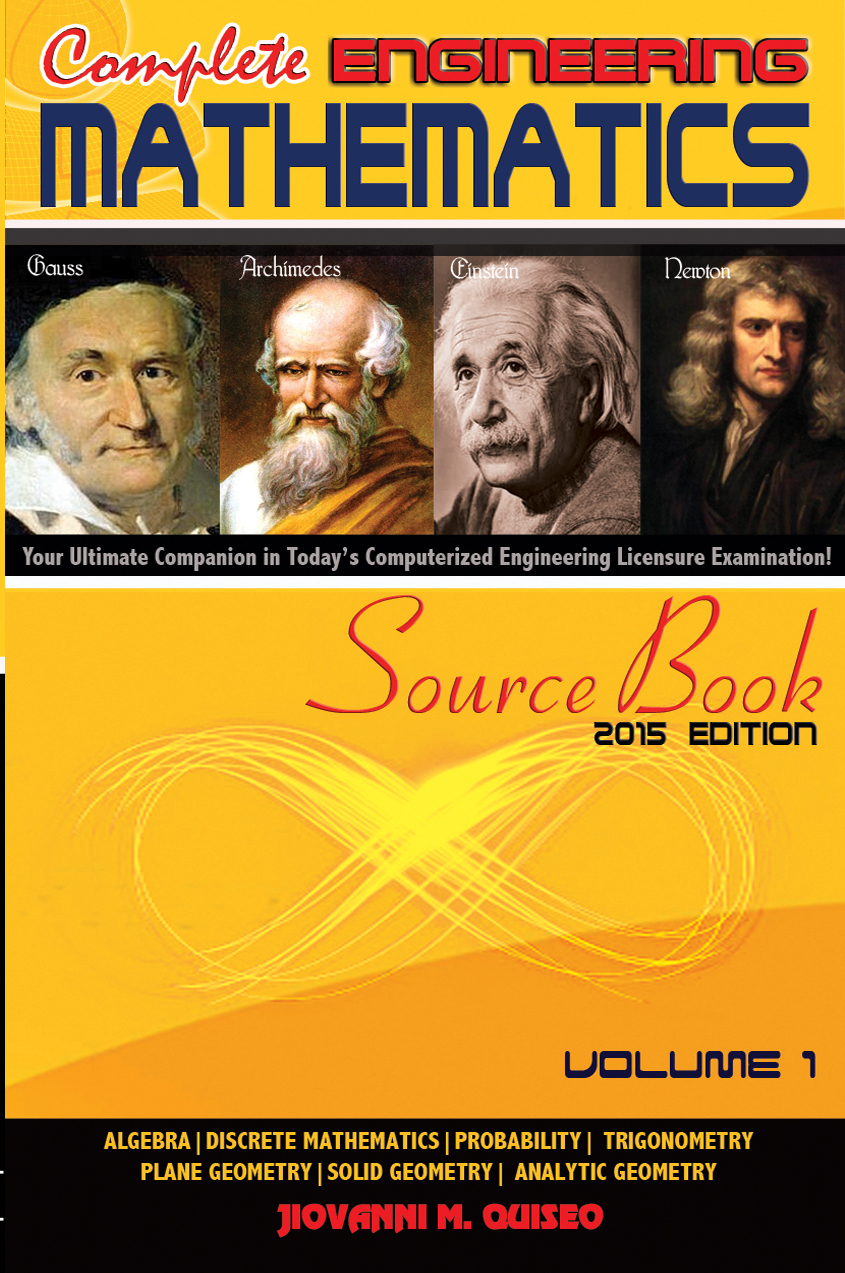 Complete ENGINEERING
MATHEMATICS
Gauss Archimedes Einstein Newton
Your Ultimate Companion in Today's Computerized Engineering Licensure Examination!
Source Book
2015 EDITION
VOLUME 1
ALGEBRA | DISCRETE MATHEMATICS | PROBABILITY | TRIGONOMETRY
PLANE GEOMETRY | SOLID GEOMETRY | ANALYTIC GEOMETRY
JIOVANNI M. QUISEO